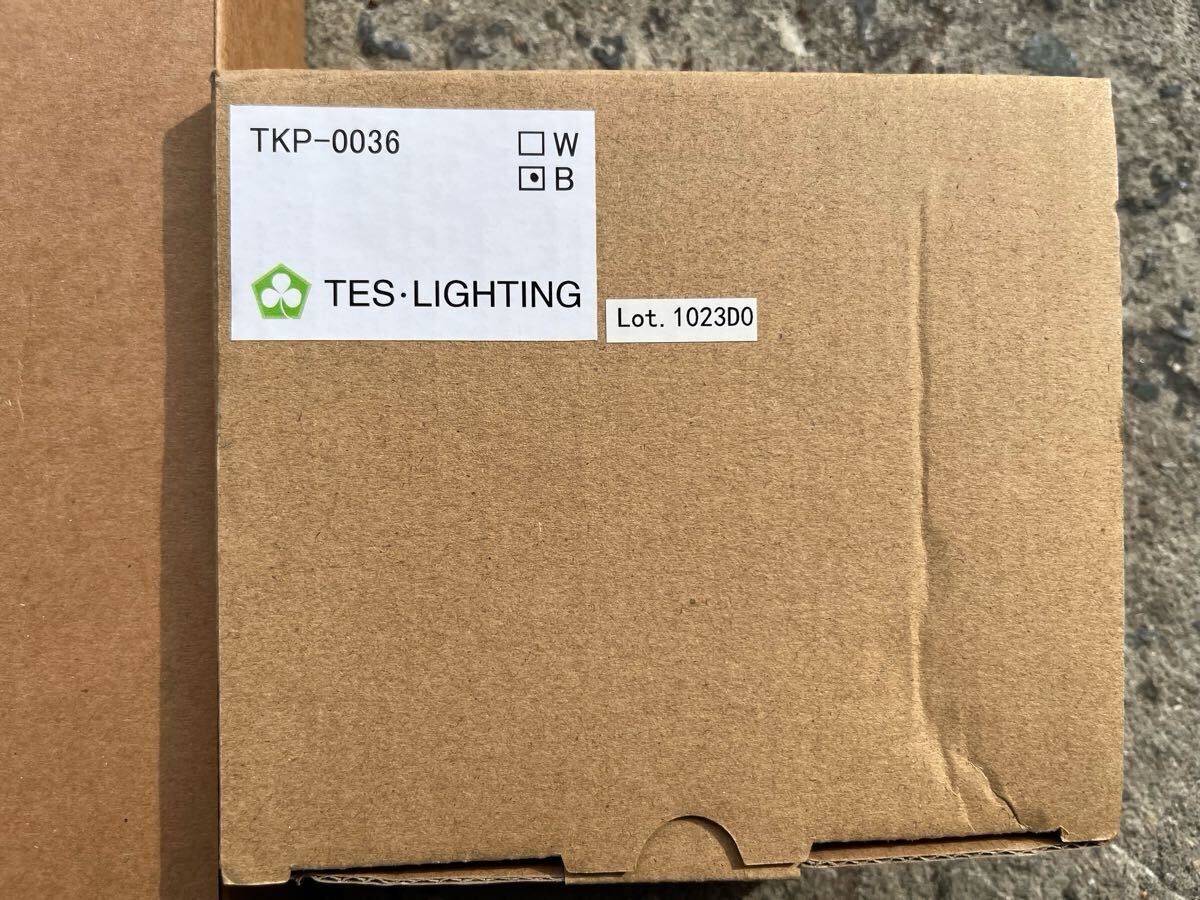 TKP-0036
W
B
TES・LIGHTING
Lot. 1023D0